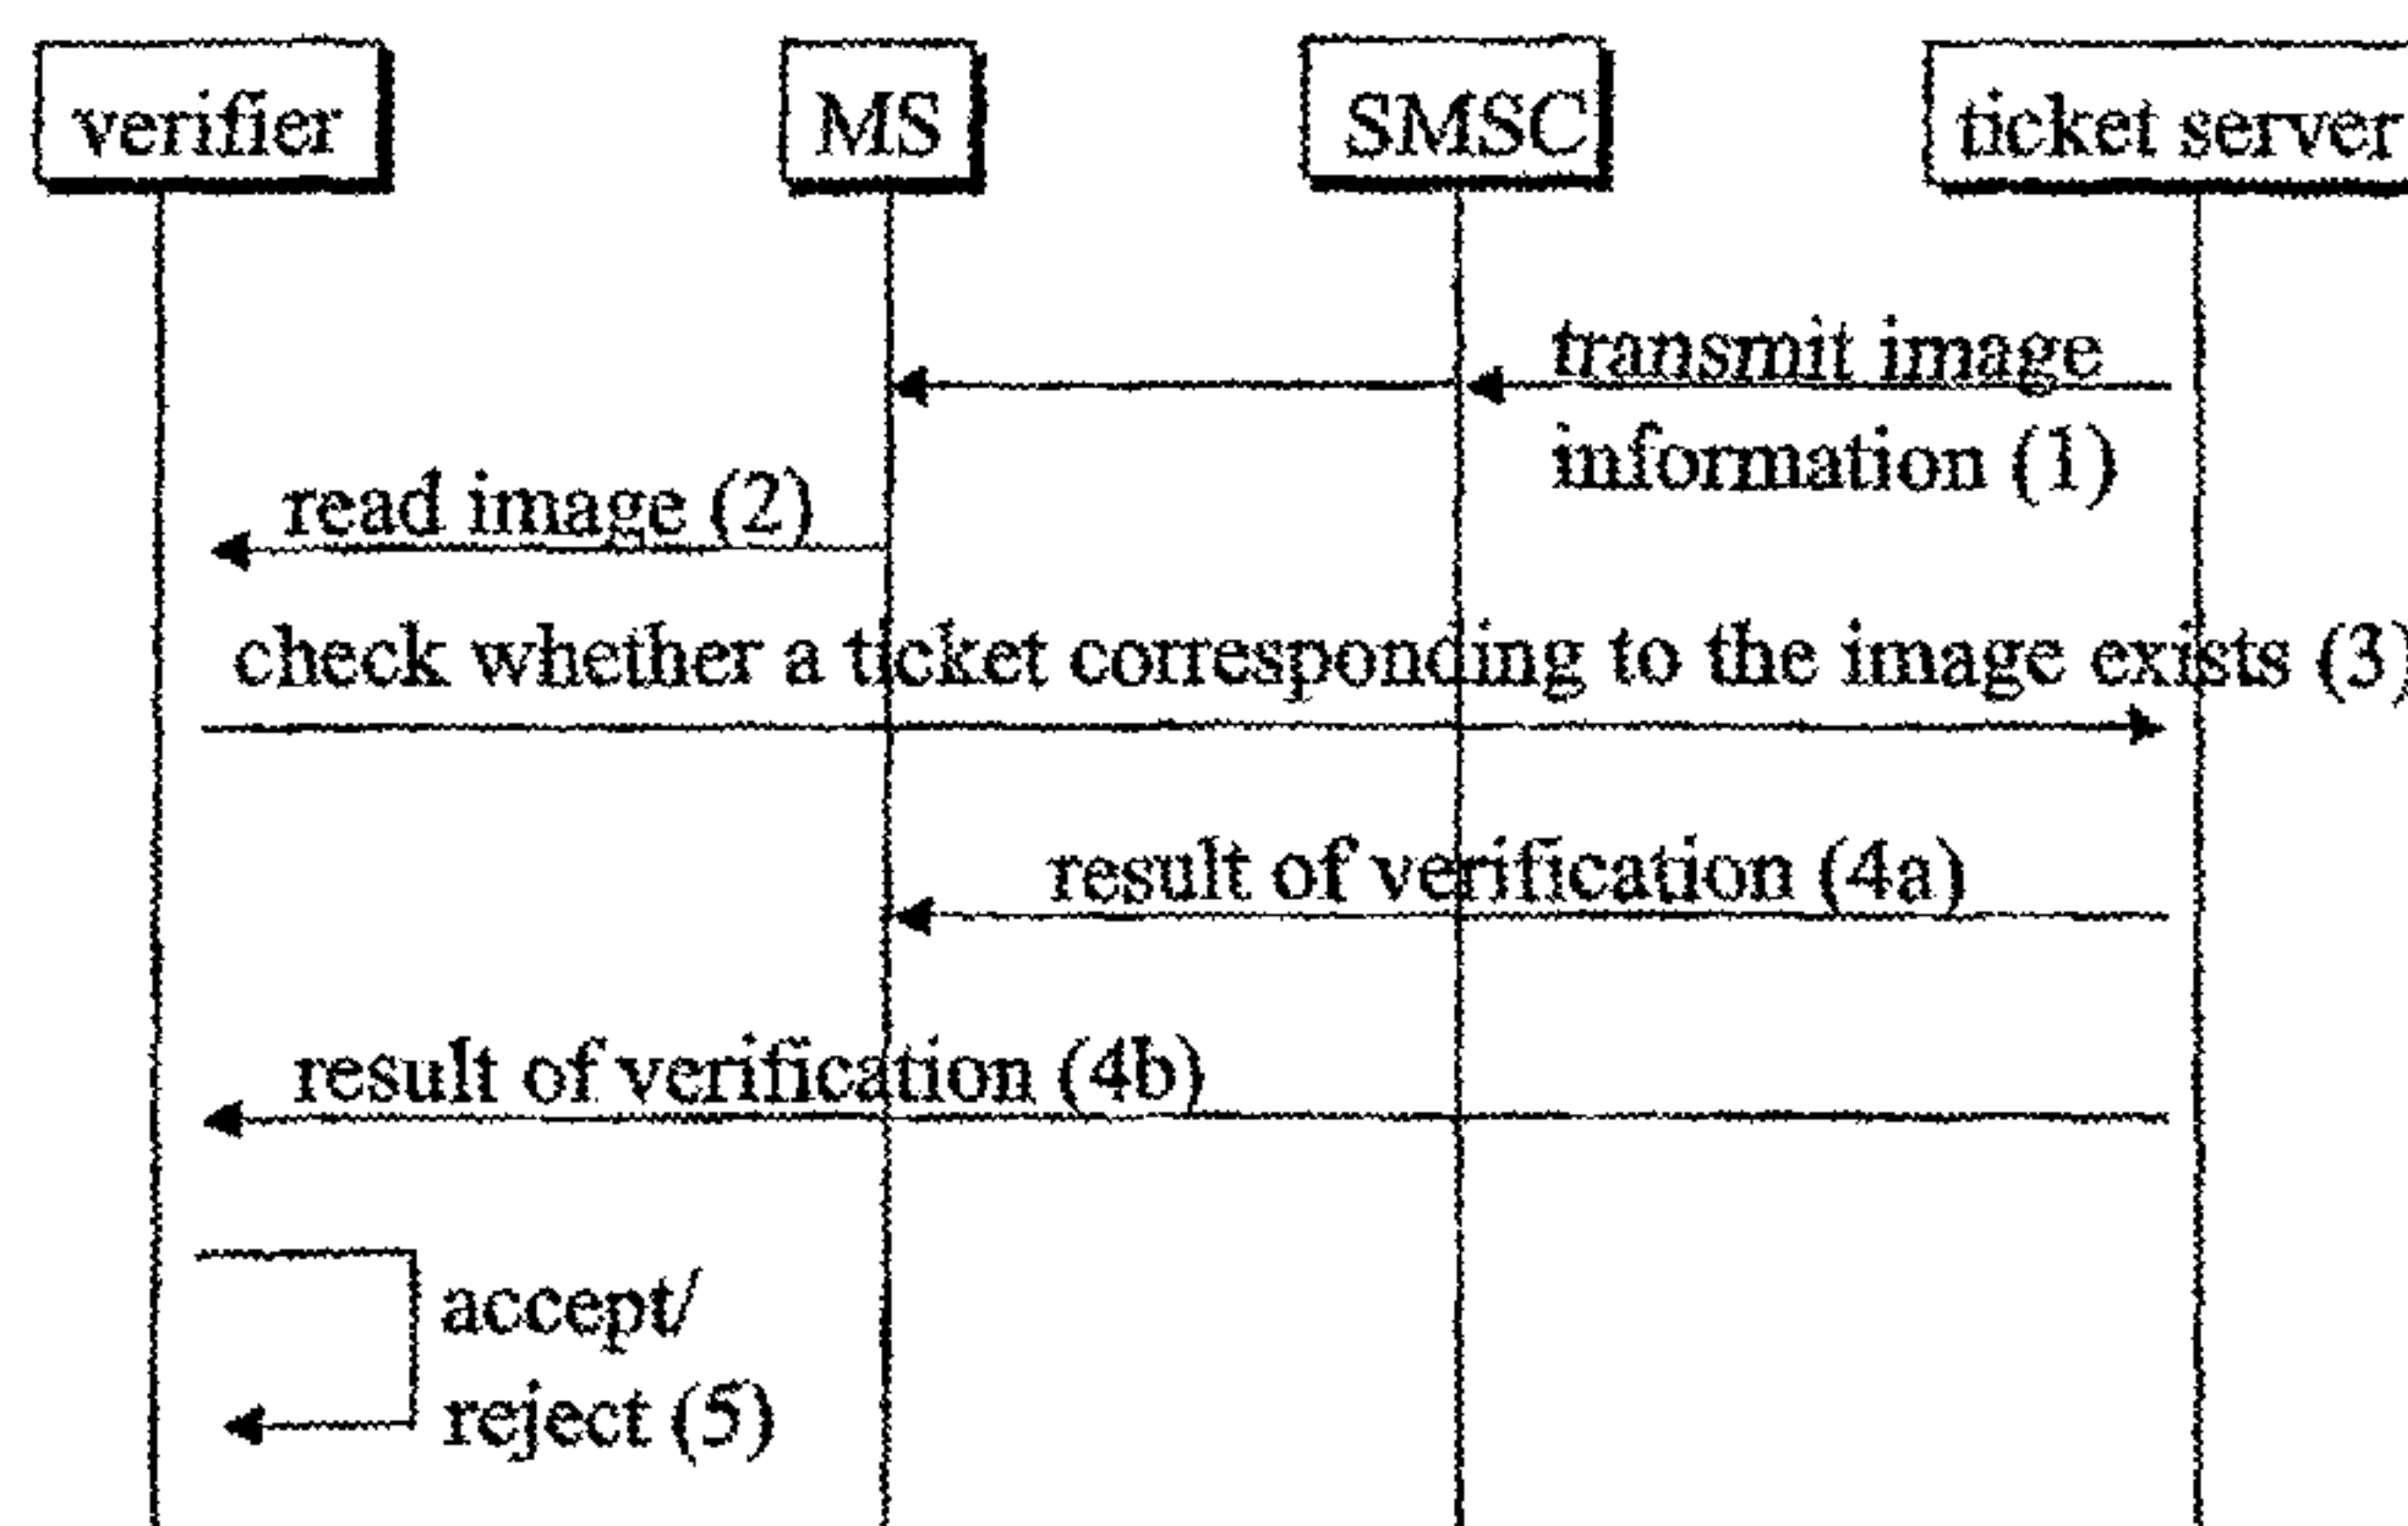 verifier
MS
SMSC
ticket server
transmit image
information (1)
read image (2)
check whether a ticket corresponding to the image exists (3)
result of verification (4a)
result of verification (4b)
accept/
reject (5)